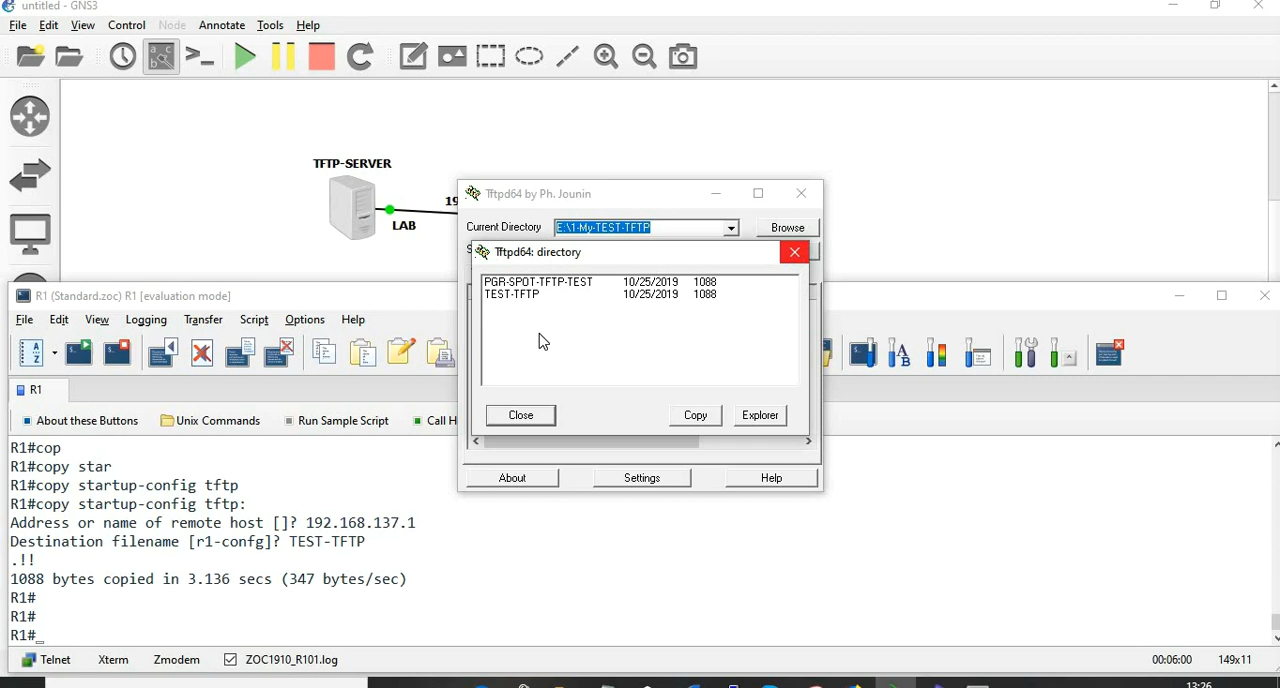 untitled - GNS3
File Edit View Control Node Annotate Tools Help
TFTP-SERVER
LAB
19
Tftpd64 by Ph. Jounin
Current Directory E:\1-My-TEST-TFTP Browse
Tftpd64: directory
PGR-SPOT-TFTP-TEST 10/25/2019 1088
TEST-TFTP 10/25/2019 1088
Close Copy Explorer
About Settings Help
R1 (Standard.zoc) R1 [evaluation mode]
File Edit View Logging Transfer Script Options Help
R1
About these Buttons Unix Commands Run Sample Script Call H
R1#cop
R1#copy star
R1#copy startup-config tftp
R1#copy startup-config tftp:
Address or name of remote host []? 192.168.137.1
Destination filename [r1-confg]? TEST-TFTP
.!!
1088 bytes copied in 3.136 secs (347 bytes/sec)
R1#
R1#
R1#_
Telnet Xterm Zmodem ZOC1910_R101.log 00:06:00 149x11
13:26